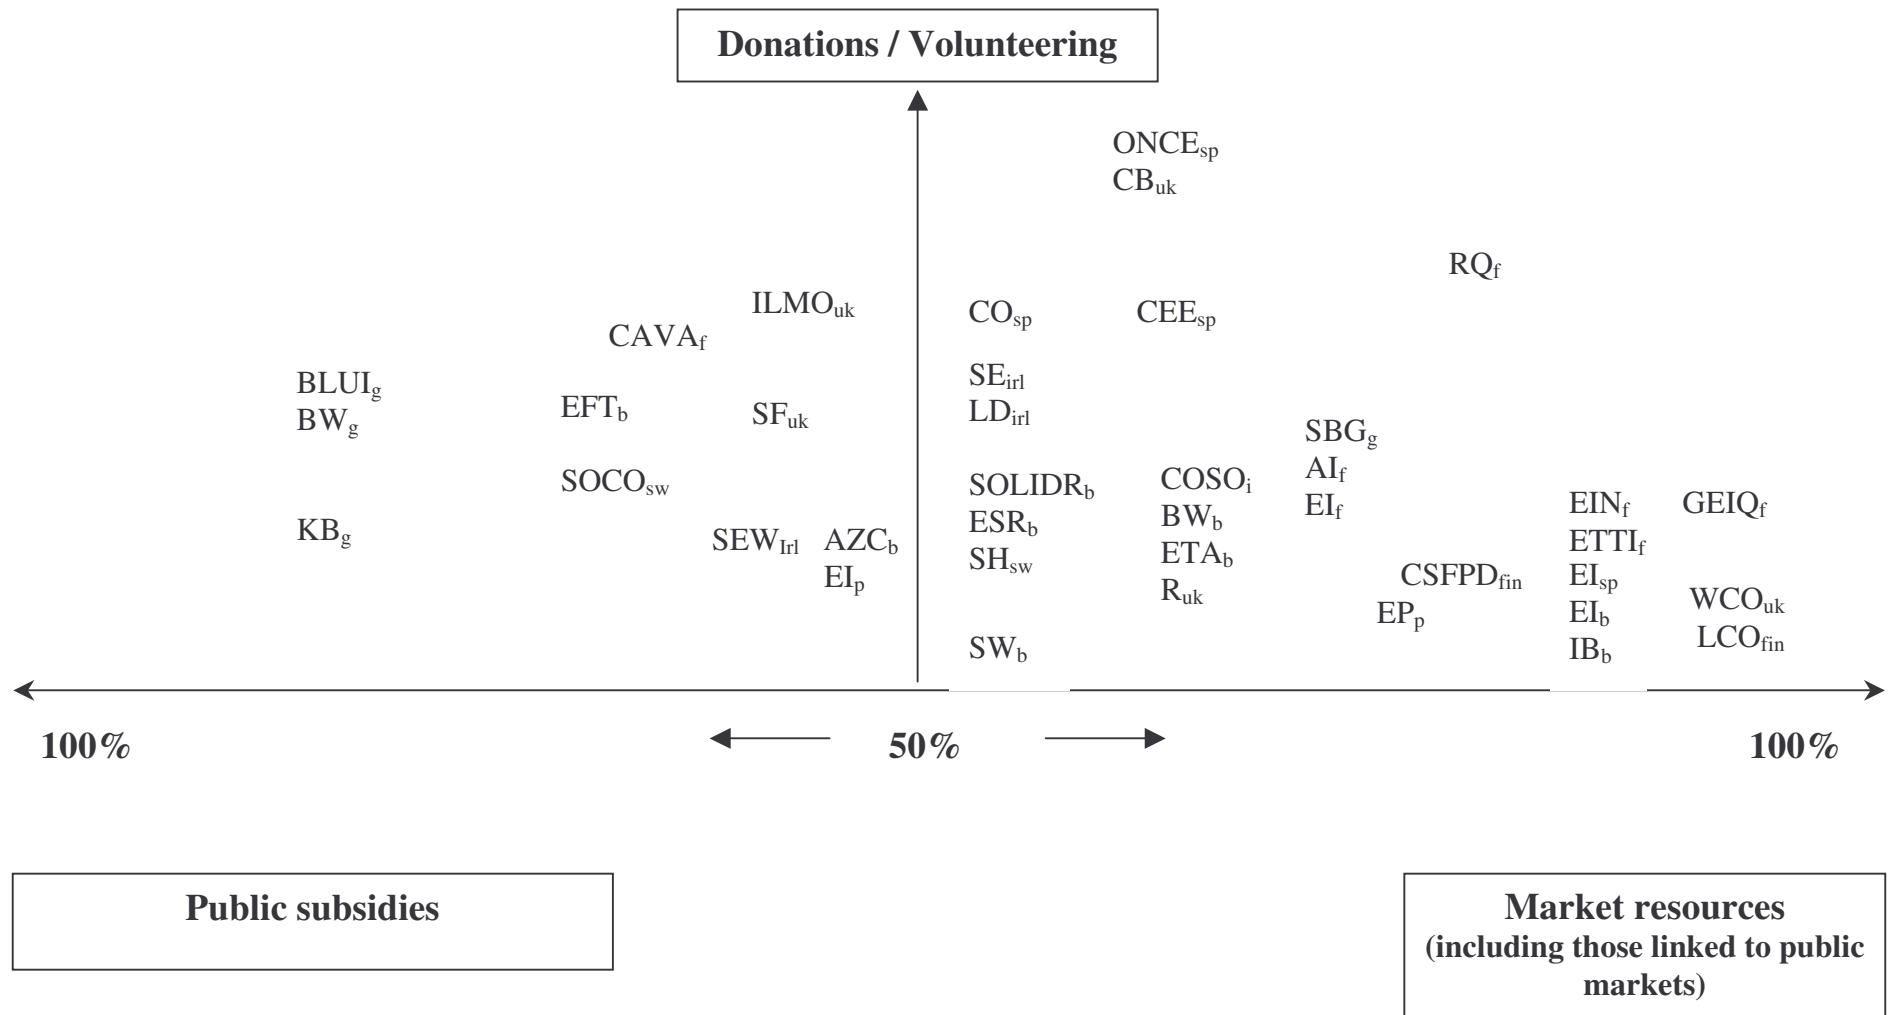 Donations / Volunteering
ONCEsp
CBuk
RQf
ILMOuk
COsp
CEEsp
CAVAf
SEirl
BLUIg
EFTb
SFuk
LDirl
BWg
SBGg
AIf
SOCOsw
SOLIDRb
COSOi
EIf
EINf
GEIQf
KBg
ESRb
BWb
SEWIrl
AZCb
ETAb
ETTIf
SHsw
EIp
CSFPDfin
EIsp
Ruk
WCOuk
EPp
EIb
LCOfin
SWb
IBb
100%
50%
100%
Public subsidies
Market resources
(including those linked to public
markets)